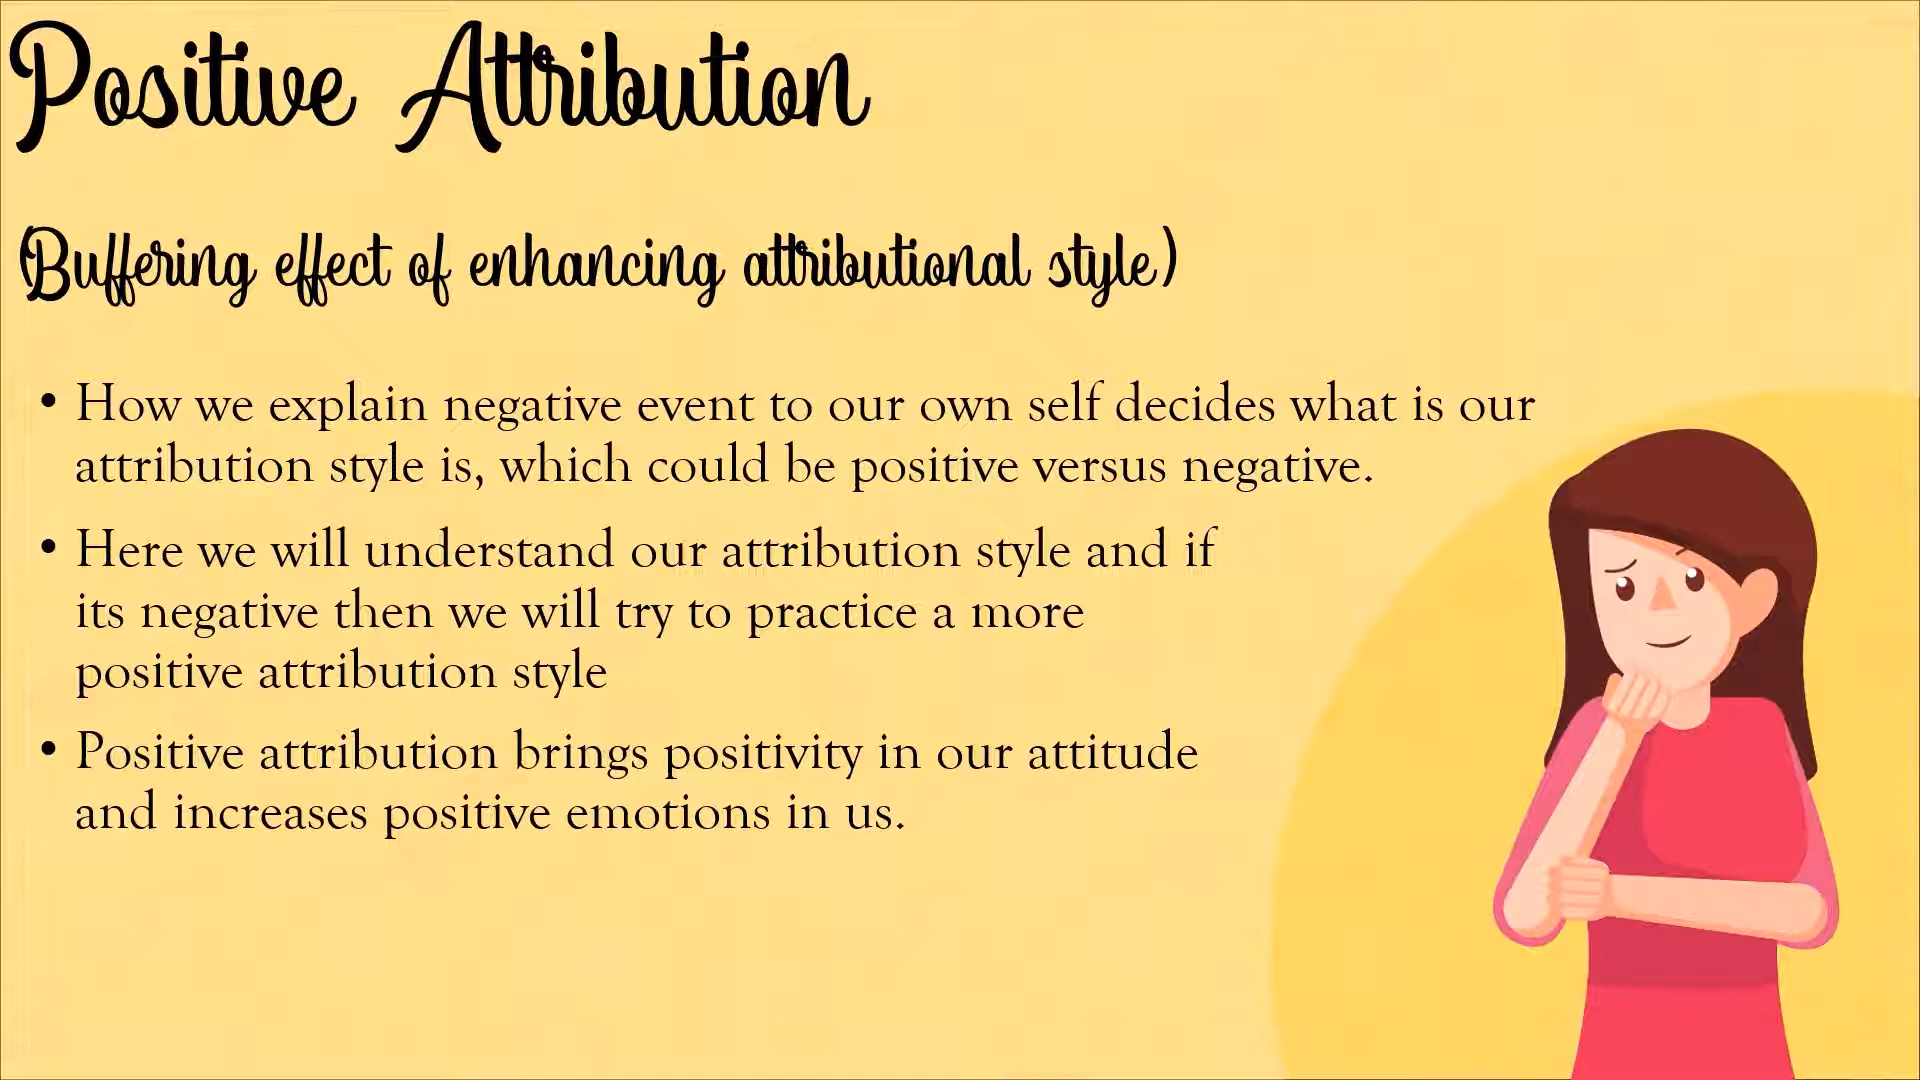 Positive Attribution
(Buffering effect of enhancing attributional style)
• How we explain negative event to our own self decides what is our
attribution style is, which could be positive versus negative.
• Here we will understand our attribution style and if
its negative then we will try to practice a more
positive attribution style
• Positive attribution brings positivity in our attitude
and increases positive emotions in us.